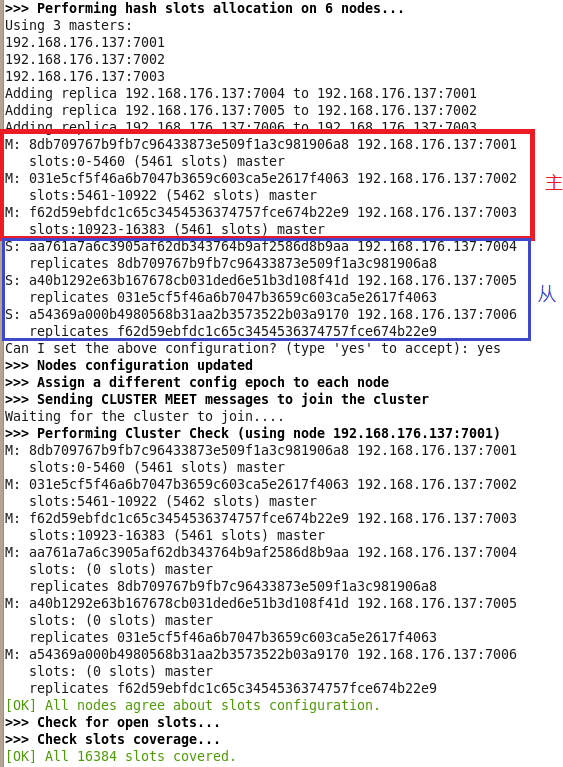 >>> Performing hash slots allocation on 6 nodes...
Using 3 masters:
192.168.176.137:7001
192.168.176.137:7002
192.168.176.137:7003
Adding replica 192.168.176.137:7004 to 192.168.176.137:7001
Adding replica 192.168.176.137:7005 to 192.168.176.137:7002
Adding replica 192.168.176.137:7006 to 192.168.176.137:7003
M: 8db709767b9fb7c96433873e509f1a3c981906a8 192.168.176.137:7001
slots:0-5460 (5461 slots) master
M: 031e5cf5f46a6b7047b3659c603ca5e2617f4063 192.168.176.137:7002
slots:5461-10922 (5462 slots) master
主
M: f62d59ebfdc1c65c3454536374757fce674b22e9 192.168.176.137:7003
slots:10923-16383 (5461 slots) master
S: aa761a7a6c3905af62db343764b9af2586d8b9aa 192.168.176.137:7004
replicates 8db709767b9fb7c96433873e509f1a3c981906a8
S: a40b1292e63b167678cb031ded6e51b3d108f41d 192.168.176.137:7005
replicates 031e5cf5f46a6b7047b3659c603ca5e2617f4063
从
S: a54369a000b4980568b31aa2b3573522b03a9170 192.168.176.137:7006
replicates f62d59ebfdc1c65c3454536374757fce674b22e9
Can I set the above configuration? (type 'yes' to accept): yes
>>> Nodes configuration updated
>>> Assign a different config epoch to each node
>>> Sending CLUSTER MEET messages to join the cluster
Waiting for the cluster to join....
>>> Performing Cluster Check (using node 192.168.176.137:7001)
M: 8db709767b9fb7c96433873e509f1a3c981906a8 192.168.176.137:7001
slots:0-5460 (5461 slots) master
M: 031e5cf5f46a6b7047b3659c603ca5e2617f4063 192.168.176.137:7002
slots:5461-10922 (5462 slots) master
M: f62d59ebfdc1c65c3454536374757fce674b22e9 192.168.176.137:7003
slots:10923-16383 (5461 slots) master
M: aa761a7a6c3905af62db343764b9af2586d8b9aa 192.168.176.137:7004
slots: (0 slots) master
replicates 8db709767b9fb7c96433873e509f1a3c981906a8
M: a40b1292e63b167678cb031ded6e51b3d108f41d 192.168.176.137:7005
slots: (0 slots) master
replicates 031e5cf5f46a6b7047b3659c603ca5e2617f4063
M: a54369a000b4980568b31aa2b3573522b03a9170 192.168.176.137:7006
slots: (0 slots) master
replicates f62d59ebfdc1c65c3454536374757fce674b22e9
[OK] All nodes agree about slots configuration.
>>> Check for open slots...
>>> Check slots coverage...
[OK] All 16384 slots covered.